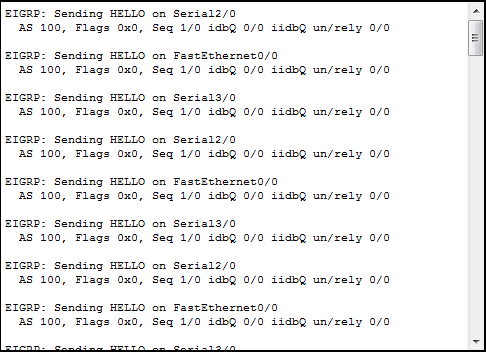 EIGRP: Sending HELLO on Serial2/0
AS 100, Flags 0x0, Seq 1/0 idbQ 0/0 iidbQ un/rely 0/0
EIGRP: Sending HELLO on FastEthernet0/0
AS 100, Flags 0x0, Seq 1/0 idbQ 0/0 iidbQ un/rely 0/0
EIGRP: Sending HELLO on Serial3/0
AS 100, Flags 0x0, Seq 1/0 idbQ 0/0 iidbQ un/rely 0/0
EIGRP: Sending HELLO on Serial2/0
AS 100, Flags 0x0, Seq 1/0 idbQ 0/0 iidbQ un/rely 0/0
EIGRP: Sending HELLO on FastEthernet0/0
AS 100, Flags 0x0, Seq 1/0 idbQ 0/0 iidbQ un/rely 0/0
EIGRP: Sending HELLO on Serial3/0
AS 100, Flags 0x0, Seq 1/0 idbQ 0/0 iidbQ un/rely 0/0
EIGRP: Sending HELLO on Serial2/0
AS 100, Flags 0x0, Seq 1/0 idbQ 0/0 iidbQ un/rely 0/0
EIGRP: Sending HELLO on FastEthernet0/0
AS 100, Flags 0x0, Seq 1/0 idbQ 0/0 iidbQ un/rely 0/0
EIGRP: Sending HELLO on Serial3/0